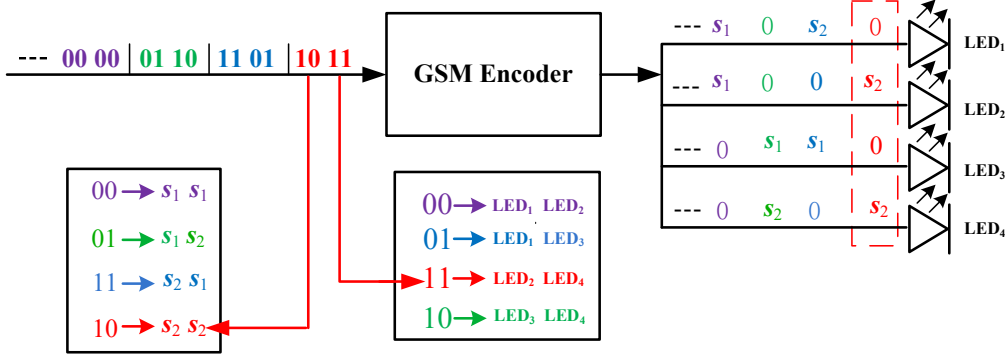 --- 00 00 | 01 10 | 11 01 | 10 11
GSM Encoder
--- s₁ 0 s₂ 0 LED₁
--- s₁ 0 0 s₂ LED₂
--- 0 s₁ s₁ 0 LED₃
--- 0 s₂ 0 s₂ LED₄
00 → s₁ s₁
01 → s₁ s₂
11 → s₂ s₁
10 → s₂ s₂
00 → LED₁ LED₂
01 → LED₁ LED₃
11 → LED₂ LED₄
10 → LED₃ LED₄